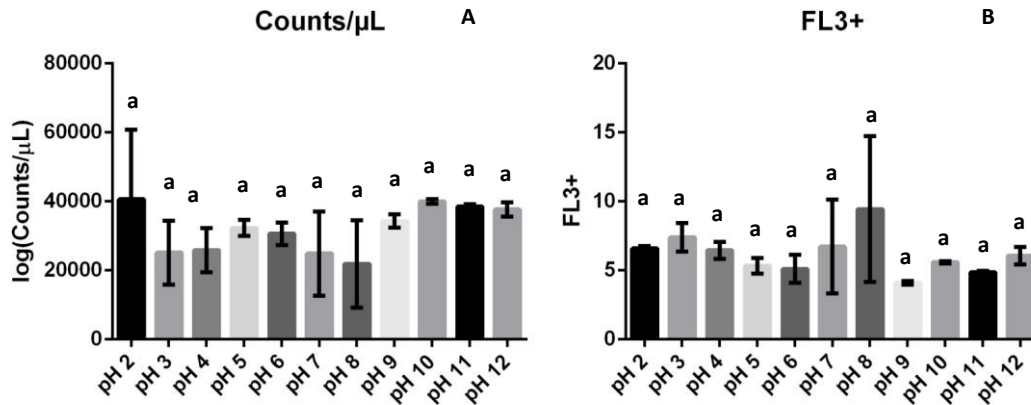 Counts/µL A
log(Counts/µL)
80000
60000
40000
20000
0
a a a a a a a a a a a
pH 2 pH 3 pH 4 pH 5 pH 6 pH 7 pH 8 pH 9 pH 10 pH 11 pH 12
FL3+ B
FL3+
20
15
10
5
0
a a a a a a a a a a a
pH 2 pH 3 pH 4 pH 5 pH 6 pH 7 pH 8 pH 9 pH 10 pH 11 pH 12